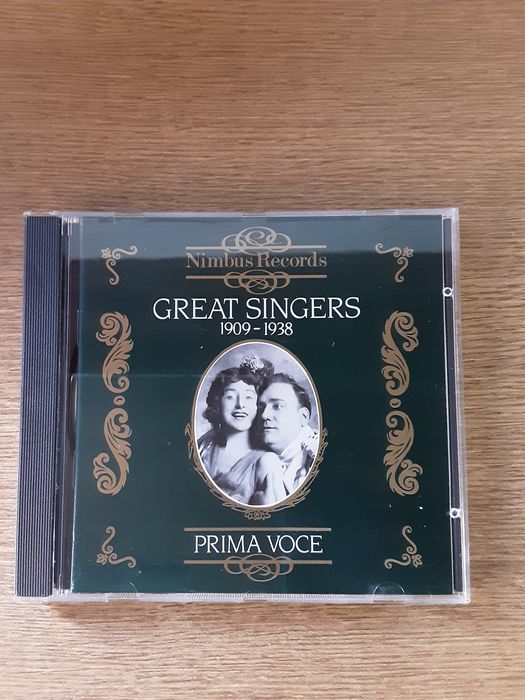 Nimbus Records
GREAT SINGERS
1909-1938
PRIMA VOCE